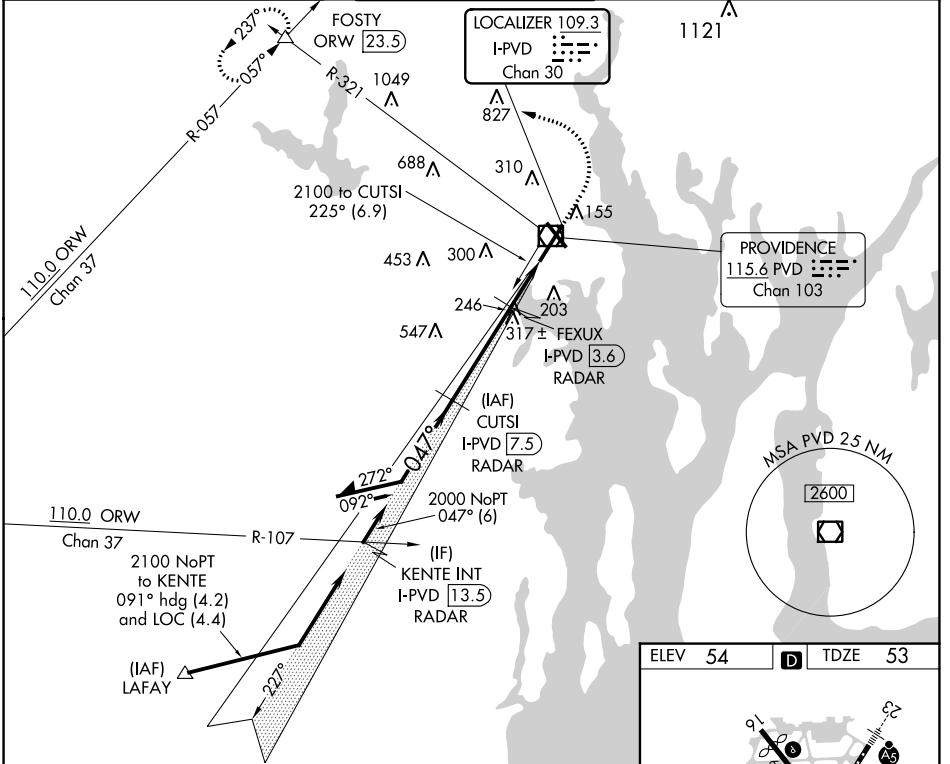 237°
057°
FOSTY
ORW 23.5
LOCALIZER 109.3
I-PVD
Chan 30
1121
R-321
1049
827
R-057
688
310
2100 to CUTSI
225° (6.9)
155
110.0 ORW
Chan 37
453
300
PROVIDENCE
115.6 PVD
Chan 103
246
203
547
317 ±
FEXUX
I-PVD 3.6
RADAR
(IAF)
CUTSI
I-PVD 7.5
RADAR
047°
272°
092°
MSA PVD 25 NM
2600
2000 NoPT
047° (6)
110.0 ORW
Chan 37
R-107
(IF)
KENTE INT
I-PVD 13.5
RADAR
2100 NoPT
to KENTE
091° hdg (4.2)
and LOC (4.4)
(IAF)
LAFAY
227°
ELEV 54
D
TDZE 53
16
23
A5